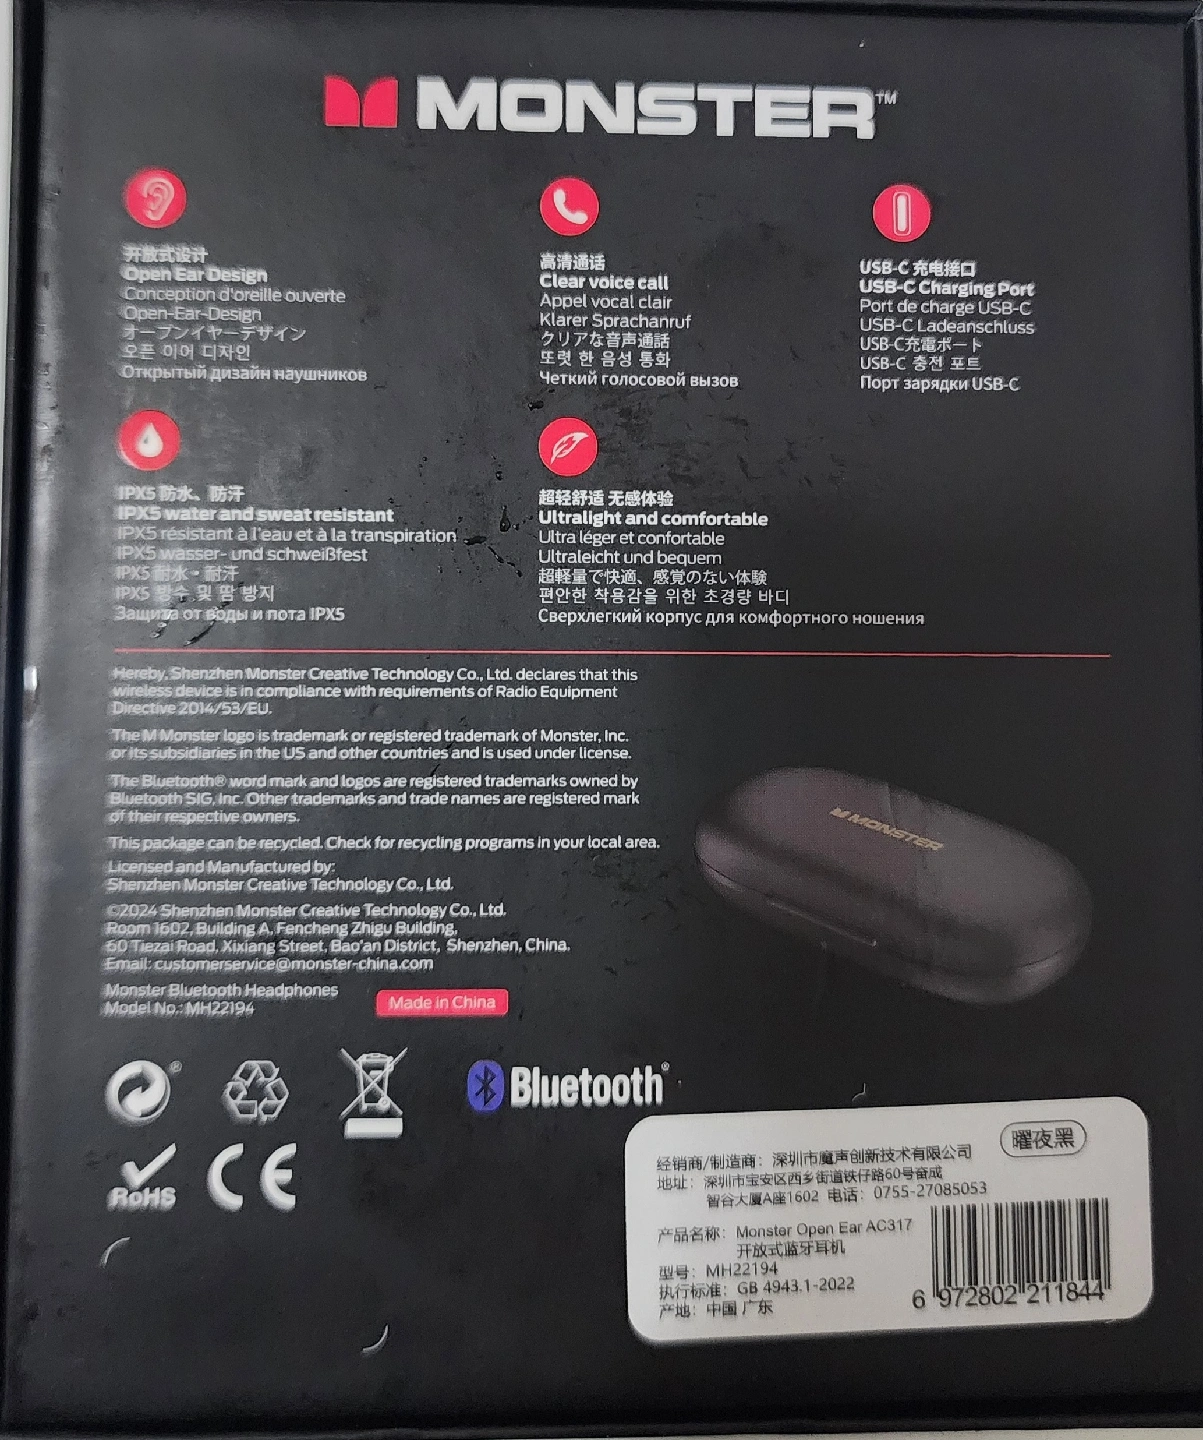 MONSTER™
开放式设计
Open Ear Design
Conception d'oreille ouverte
Open-Ear-Design
オープンイヤーデザイン
오픈 이어 디자인
Открытый дизайн наушников
高清通话
Clear voice call
Appel vocal clair
Klarer Sprachanruf
クリアな音声通話
또렷 한 음성 통화
Четкий голосовой вызов
USB-C 充电接口
USB-C Charging Port
Port de charge USB-C
USB-C Ladeanschluss
USB-C充電ポート
USB-C 충전 포트
Порт зарядки USB-C
IPX5 防水、防汗
IPX5 water and sweat resistant
IPX5 résistant à l'eau et à la transpiration
IPX5 wasser- und schweißfest
IPX5 耐水・耐汗
IPX5 방수 및 땀 방지
Защита от воды и пота IPX5
超轻舒适 无感体验
Ultralight and comfortable
Ultra léger et confortable
Ultraleicht und bequem
超軽量で快適、感覚のない体験
편안한 착용감을 위한 초경량 바디
Сверхлегкий корпус для комфортного ношения
Hereby, Shenzhen Monster Creative Technology Co., Ltd. declares that this
wireless device is in compliance with requirements of Radio Equipment
Directive 2014/53/EU.
The M Monster logo is trademark or registered trademark of Monster, Inc.
or its subsidiaries in the US and other countries and is used under license.
The Bluetooth® word mark and logos are registered trademarks owned by
Bluetooth SIG, Inc. Other trademarks and trade names are registered mark
of their respective owners.
This package can be recycled. Check for recycling programs in your local area.
Licensed and Manufactured by:
Shenzhen Monster Creative Technology Co., Ltd.
©2024 Shenzhen Monster Creative Technology Co., Ltd.
Room 1602, Building A, Fencheng Zhigu Building,
60 Tiezai Road, Xixiang Street, Bao'an District, Shenzhen, China.
Email: customerservice@monster-china.com
Monster Bluetooth Headphones
Model No.: MH22194
Made in China
MONSTER
Bluetooth®
RoHS
CE
曜夜黑
经销商/制造商：深圳市魔声创新技术有限公司
地址：深圳市宝安区西乡街道铁仔路60号奋成
智谷大厦A座1602 电话：0755-27085053
产品名称：Monster Open Ear AC317
开放式蓝牙耳机
型号：MH22194
执行标准：GB 4943.1-2022
产地：中国 广东
6 972802 211844